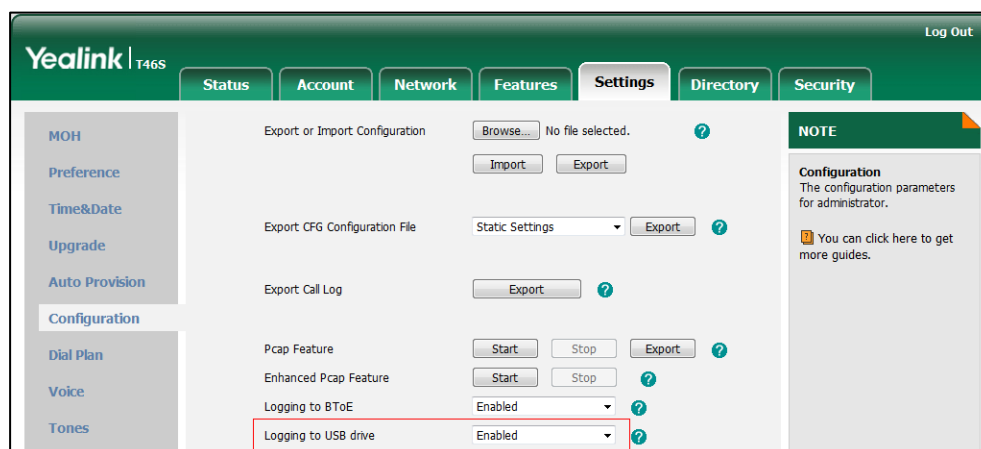 Log Out
Yealink T46S
Status Account Network Features Settings Directory Security
MOH
Preference
Time&Date
Upgrade
Auto Provision
Configuration
Dial Plan
Voice
Tones
Export or Import Configuration Browse... No file selected. ?
Import Export
Export CFG Configuration File Static Settings Export ?
Export Call Log Export ?
Pcap Feature Start Stop Export ?
Enhanced Pcap Feature Start Stop ?
Logging to BToE Enabled ?
Logging to USB drive Enabled ?
NOTE
Configuration
The configuration parameters
for administrator.
? You can click here to get
more guides.